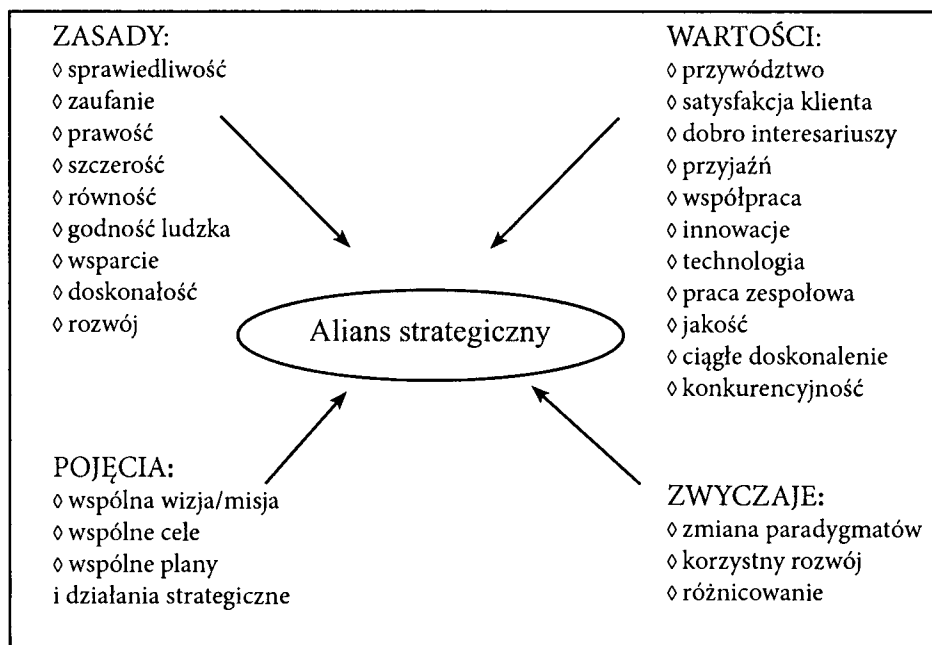 ZASADY:
◊ sprawiedliwość
◊ zaufanie
◊ prawość
◊ szczerość
◊ równość
◊ godność ludzka
◊ wsparcie
◊ doskonałość
◊ rozwój
WARTOŚCI:
◊ przywództwo
◊ satysfakcja klienta
◊ dobro interesariuszy
◊ przyjaźń
◊ współpraca
◊ innowacje
◊ technologia
◊ praca zespołowa
◊ jakość
◊ ciągłe doskonalenie
◊ konkurencyjność
Alians strategiczny
POJĘCIA:
◊ wspólna wizja/misja
◊ wspólne cele
◊ wspólne plany
i działania strategiczne
ZWYCZAJE:
◊ zmiana paradygmatów
◊ korzystny rozwój
◊ różnicowanie